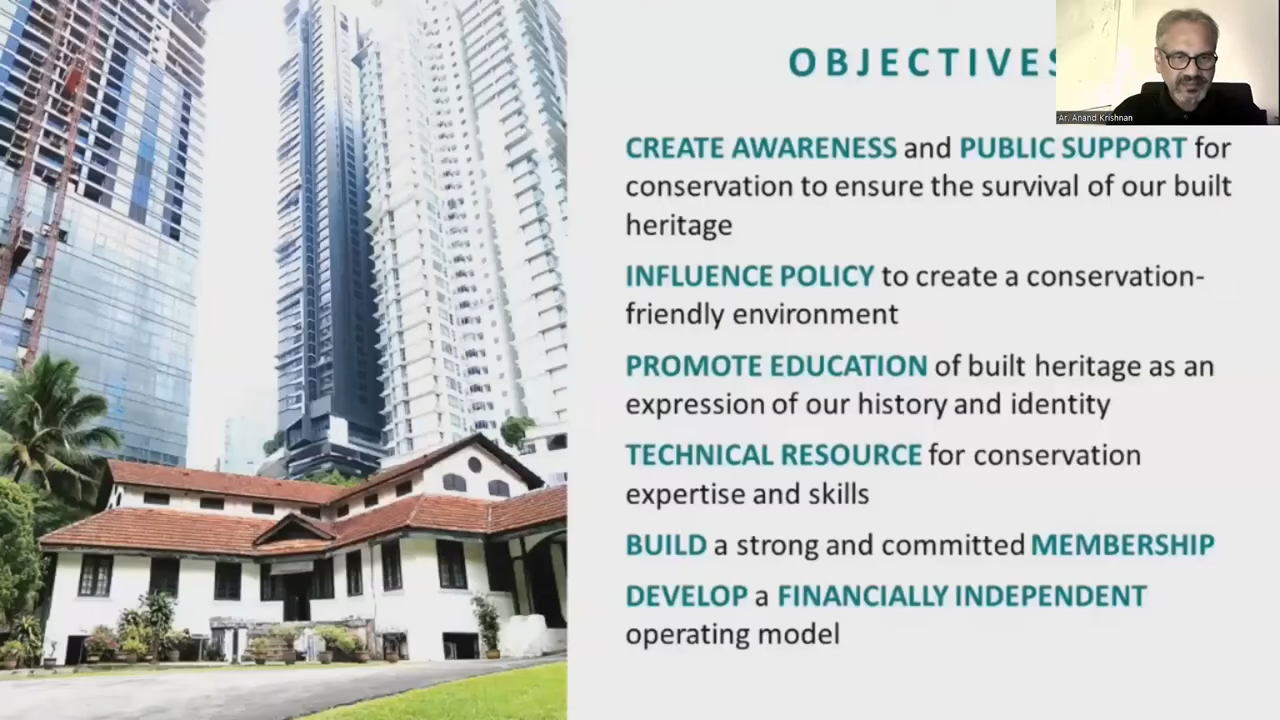 OBJECTIVES
Ar. Anand Krishnan
CREATE AWARENESS and PUBLIC SUPPORT for
conservation to ensure the survival of our built
heritage
INFLUENCE POLICY to create a conservation-
friendly environment
PROMOTE EDUCATION of built heritage as an
expression of our history and identity
TECHNICAL RESOURCE for conservation
expertise and skills
BUILD a strong and committed MEMBERSHIP
DEVELOP a FINANCIALLY INDEPENDENT
operating model